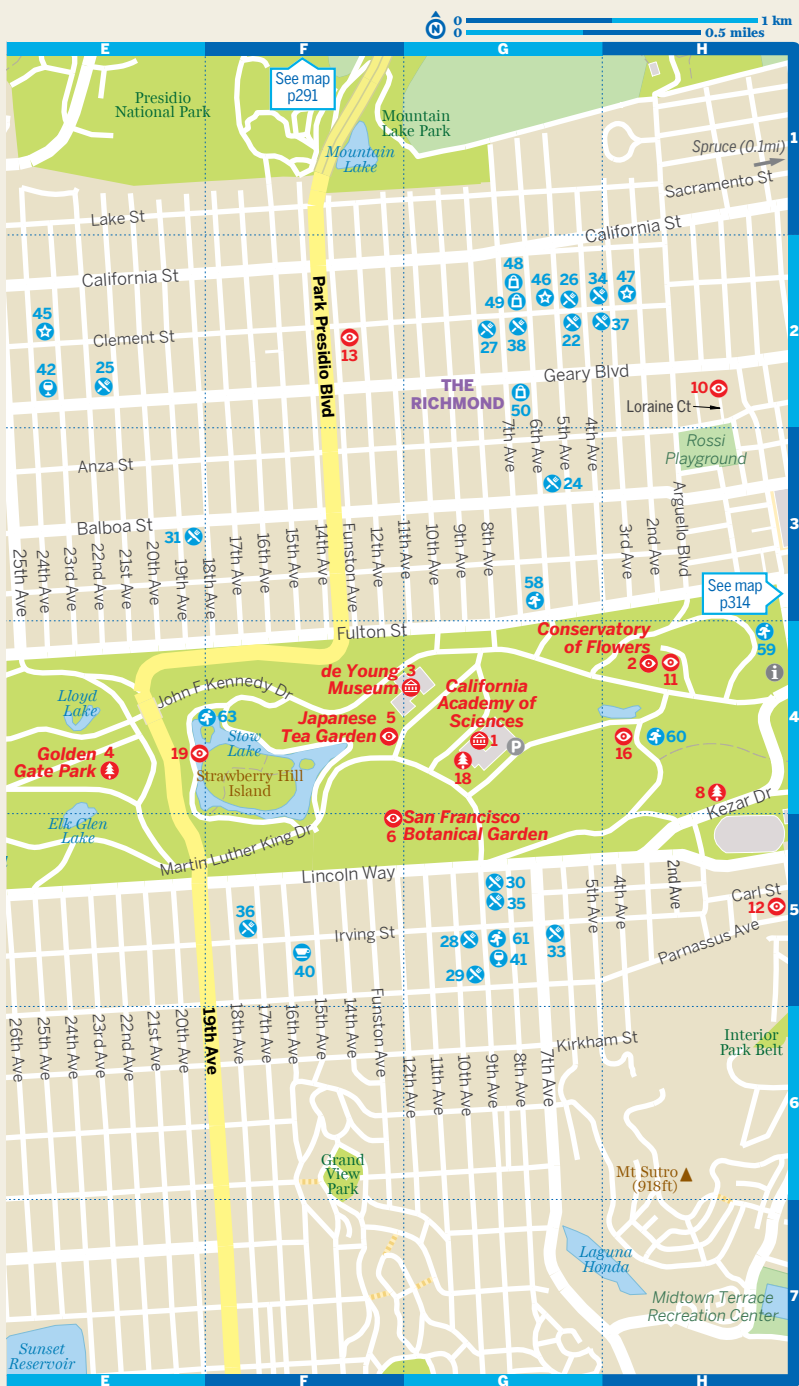 N
0
1 km
0
0.5 miles
E
F
G
H
See map
p291
Presidio
National Park
Mountain
Lake Park
Mountain
Lake
1
Spruce (0.1mi)
Sacramento St
Lake St
California St
California St
48
46
26
34
47
49
45
Clement St
Park Presidio Blvd
13
27
38
22
37
2
42
25
Geary Blvd
THE
RICHMOND
50
10
Loraine Ct
7th Ave
6th Ave
5th Ave
4th Ave
Rossi
Playground
Anza St
24
Arguello Blvd
Balboa St
31
3
25th Ave
24th Ave
23rd Ave
22nd Ave
21st Ave
20th Ave
19th Ave
18th Ave
17th Ave
16th Ave
15th Ave
14th Ave
Funston Ave
12th Ave
11th Ave
10th Ave
9th Ave
8th Ave
3rd Ave
2nd Ave
58
See map
p314
Fulton St
Conservatory
of Flowers
2
11
59
i
de Young
Museum
3
California
Academy of
Sciences
1
P
18
John F Kennedy Dr
Lloyd
Lake
63
Stow
Lake
Japanese
Tea Garden
5
4
Golden
Gate Park
4
19
Strawberry Hill
Island
16
60
8
Kezar Dr
Elk Glen
Lake
San Francisco
Botanical Garden
6
Martin Luther King Dr
Lincoln Way
30
35
5th Ave
4th Ave
2nd Ave
Carl St
12
5
36
Irving St
28
61
33
41
40
29
Parnassus Ave
26th Ave
25th Ave
24th Ave
23rd Ave
22nd Ave
21st Ave
20th Ave
19th Ave
18th Ave
17th Ave
16th Ave
15th Ave
14th Ave
Funston Ave
12th Ave
11th Ave
10th Ave
9th Ave
8th Ave
7th Ave
Kirkham St
Interior
Park Belt
6
Grand
View
Park
Mt Sutro
(918ft)
Laguna
Honda
Midtown Terrace
Recreation Center
7
Sunset
Reservoir
E
F
G
H